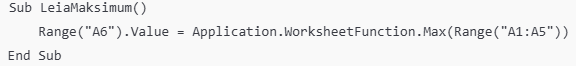 Sub LeiaMaksimum()
    Range("A6").Value = Application.WorksheetFunction.Max(Range("A1:A5"))
End Sub